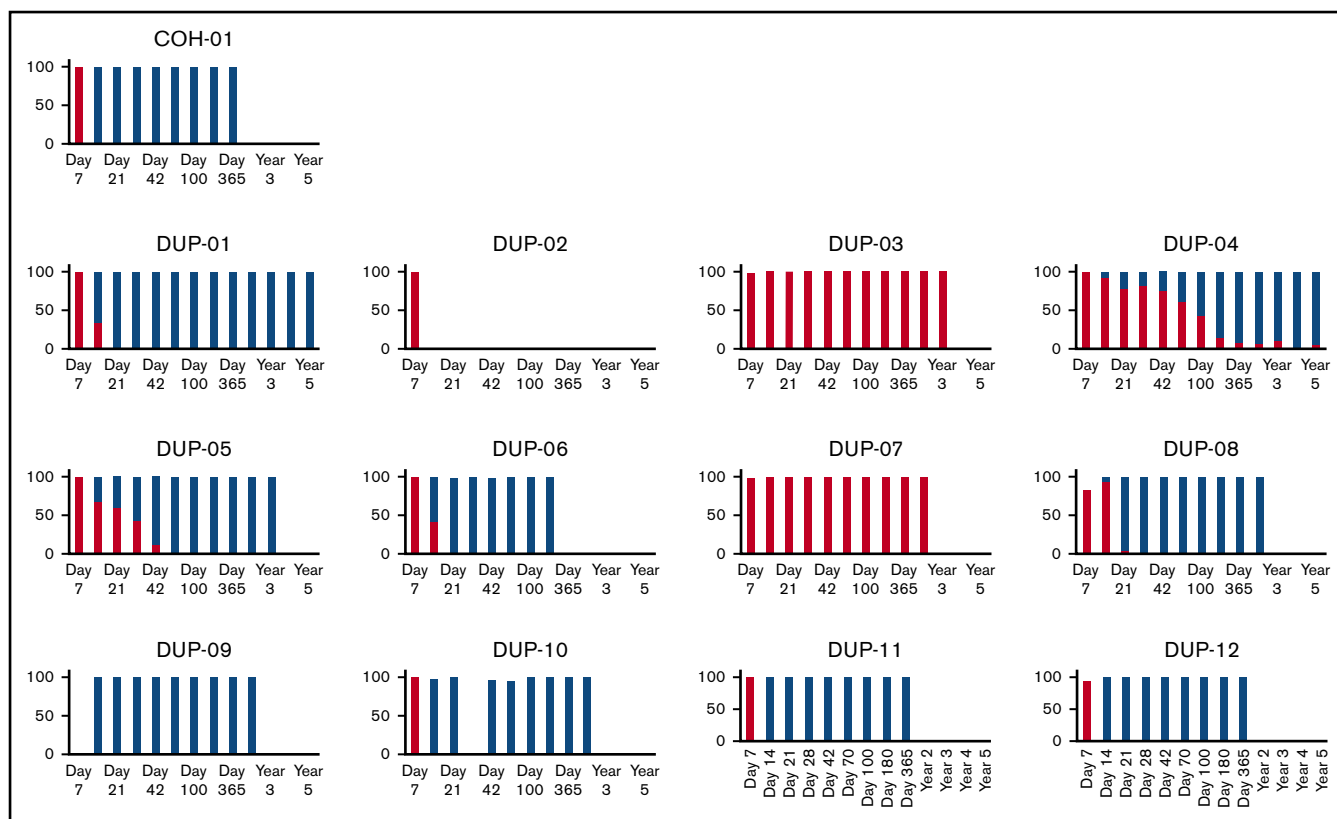 COH-01
100
50
0
Day Day Day Day Day Year Year
7 21 42 100 365 3 5
DUP-01 DUP-02 DUP-03 DUP-04
100 100 100 100
50 50 50 50
0 0 0 0
Day Day Day Day Day Year Year Day Day Day Day Day Year Year Day Day Day Day Day Year Year Day Day Day Day Day Year Year
7 21 42 100 365 3 5 7 21 42 100 365 3 5 7 21 42 100 365 3 5 7 21 42 100 365 3 5
DUP-05 DUP-06 DUP-07 DUP-08
100 100 100 100
50 50 50 50
0 0 0 0
Day Day Day Day Day Year Year Day Day Day Day Day Year Year Day Day Day Day Day Year Year Day Day Day Day Day Year Year
7 21 42 100 365 3 5 7 21 42 100 365 3 5 7 21 42 100 365 3 5 7 21 42 100 365 3 5
DUP-09 DUP-10 DUP-11 DUP-12
100 100 100 100
50 50 50 50
0 0 0 0
Day Day Day Day Day Year Year Day Day Day Day Day Year Year Day 7 Day 14 Day 21 Day 28 Day 42 Day 70 Day 100 Day 180 Day 365 Year 2 Year 3 Year 4 Year 5 Day 7 Day 14 Day 21 Day 28 Day 42 Day 70 Day 100 Day 180 Day 365 Year 2 Year 3 Year 4 Year 5
7 21 42 100 365 3 5 7 21 42 100 365 3 5